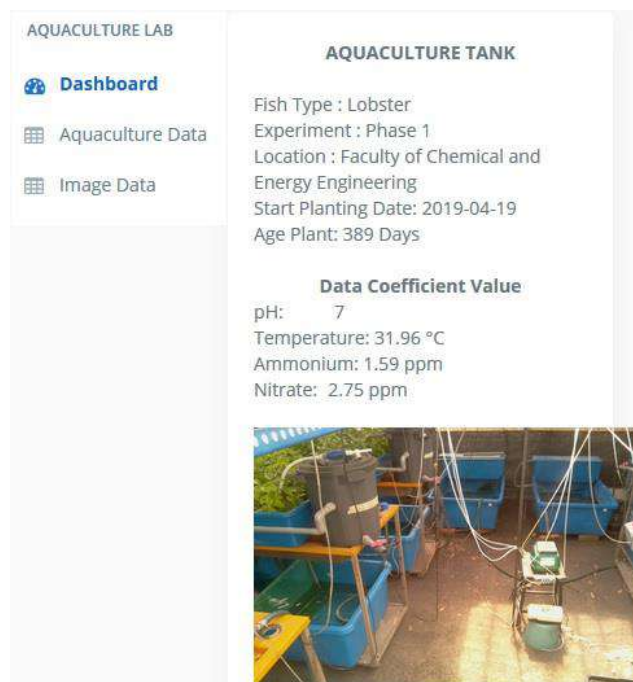 AQUACULTURE LAB
Dashboard
Aquaculture Data
Image Data
AQUACULTURE TANK
Fish Type : Lobster
Experiment : Phase 1
Location : Faculty of Chemical and
Energy Engineering
Start Planting Date: 2019-04-19
Age Plant: 389 Days
Data Coefficient Value
pH: 7
Temperature: 31.96 °C
Ammonium: 1.59 ppm
Nitrate: 2.75 ppm